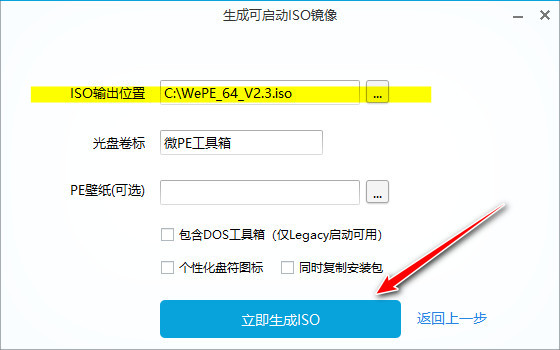 生成可启动ISO镜像
ISO输出位置 C:\WePE_64_V2.3.iso ...
光盘卷标 微PE工具箱
PE壁纸(可选) ...
包含DOS工具箱（仅Legacy启动可用）
个性化盘符图标 同时复制安装包
立即生成ISO 返回上一步